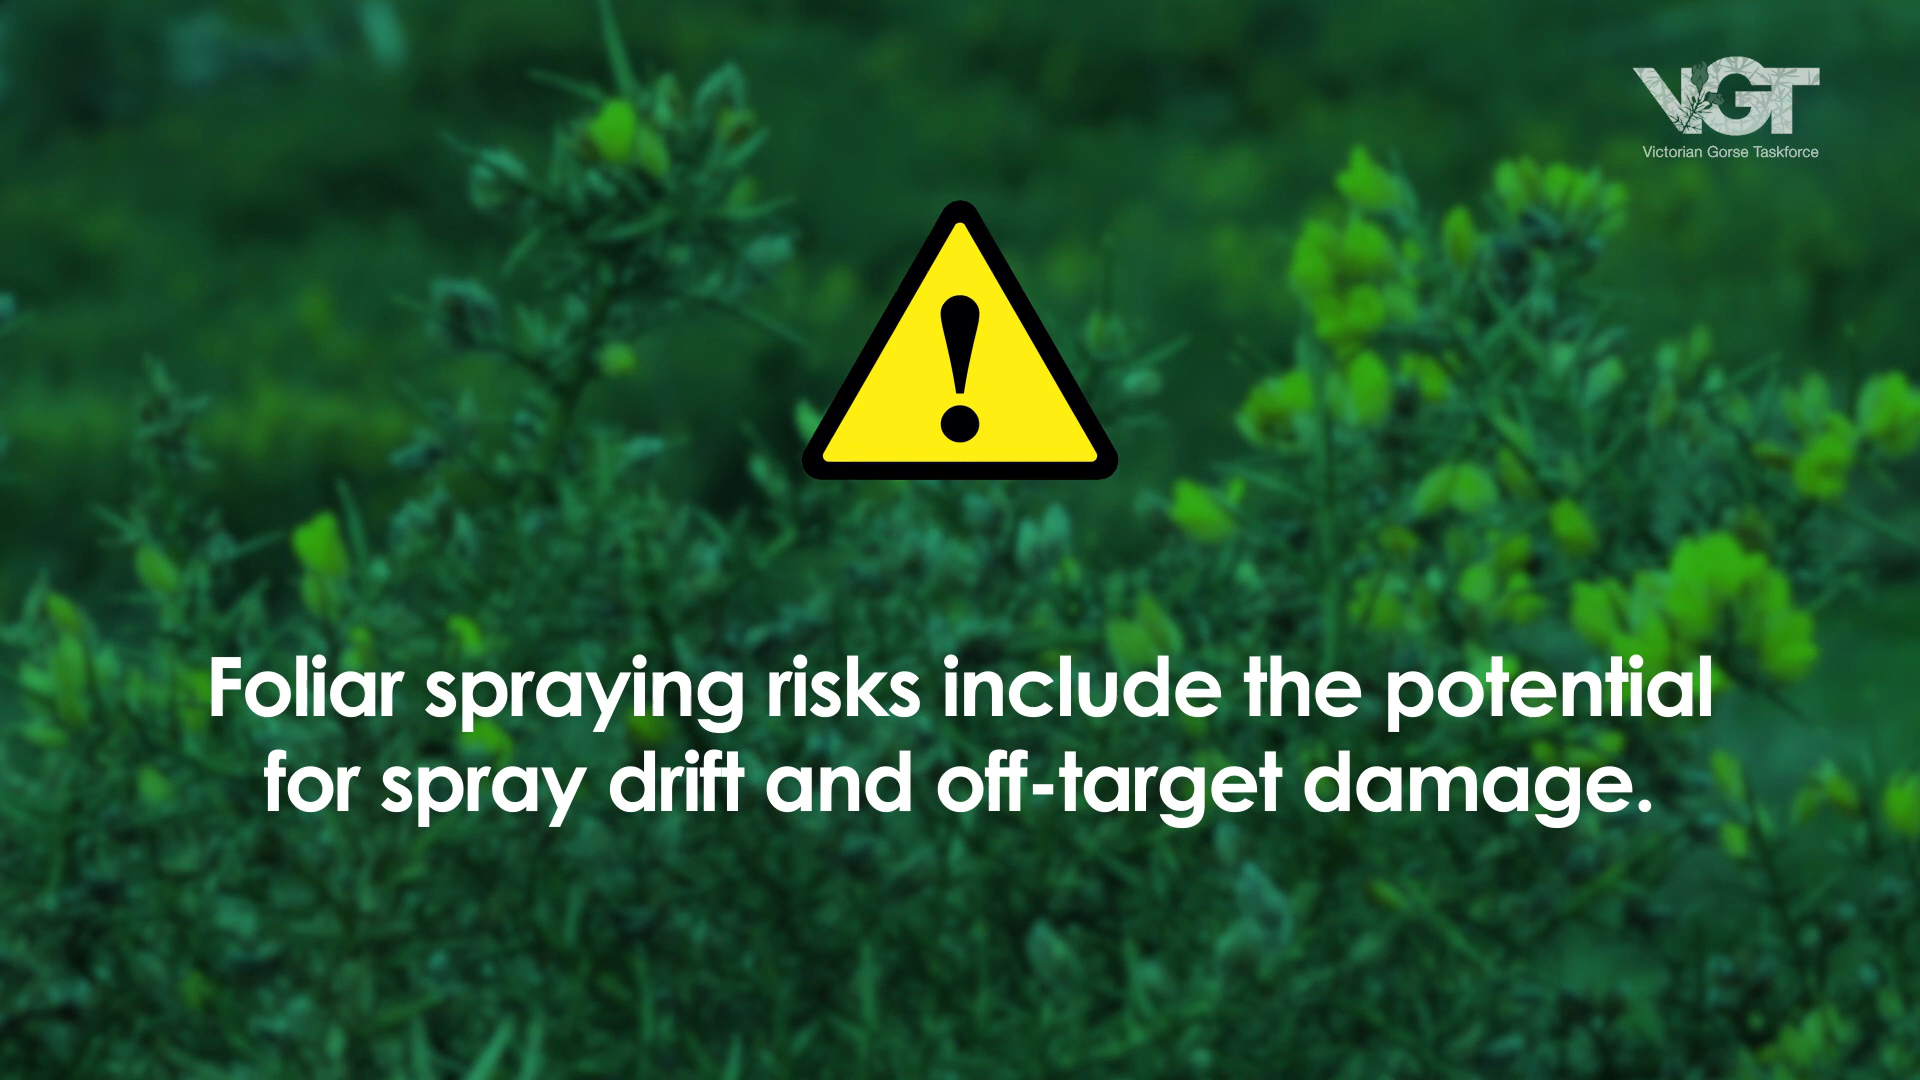 VGT
Victorian Gorse Taskforce
!
Foliar spraying risks include the potential
for spray drift and off-target damage.